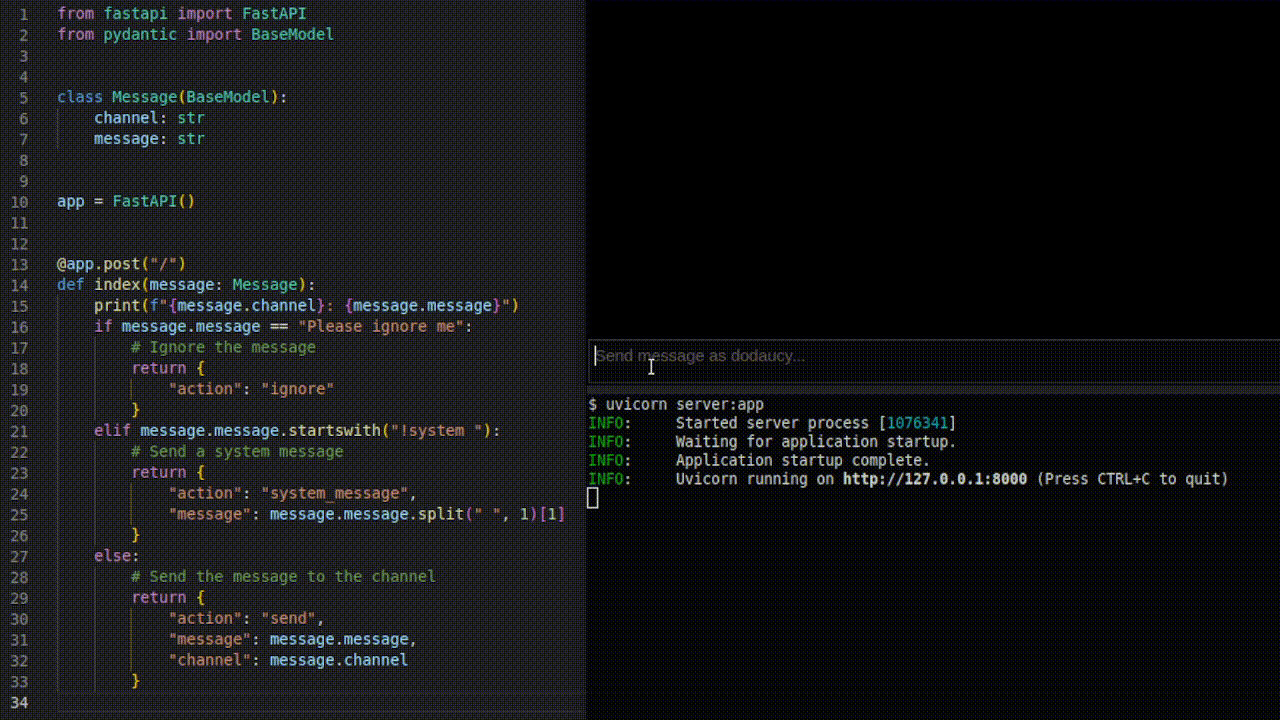 1 from fastapi import FastAPI
2 from pydantic import BaseModel
3
4
5 class Message(BaseModel):
6     channel: str
7     message: str
8
9
10 app = FastAPI()
11
12
13 @app.post("/")
14 def index(message: Message):
15     print(f"{message.channel}: {message.message}")
16     if message.message == "Please ignore me":
17         # Ignore the message
18         return {
19             "action": "ignore"
20         }
21     elif message.message.startswith("!system "):
22         # Send a system message
23         return {
24             "action": "system_message",
25             "message": message.message.split(" ", 1)[1]
26         }
27     else:
28         # Send the message to the channel
29         return {
30             "action": "send",
31             "message": message.message,
32             "channel": message.channel
33         }
34
Send message as dodaucy...
$ uvicorn server:app
INFO:     Started server process [1076341]
INFO:     Waiting for application startup.
INFO:     Application startup complete.
INFO:     Uvicorn running on http://127.0.0.1:8000 (Press CTRL+C to quit)